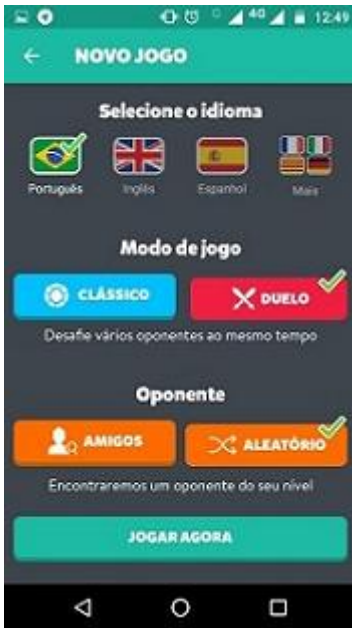 4G 12:49
NOVO JOGO
Selecione o idioma
Português Inglês Espanhol Mais
Modo de jogo
CLÁSSICO DUELO
Desafie vários oponentes ao mesmo tempo
Oponente
AMIGOS ALEATÓRIO
Encontraremos um oponente do seu nível
JOGAR AGORA